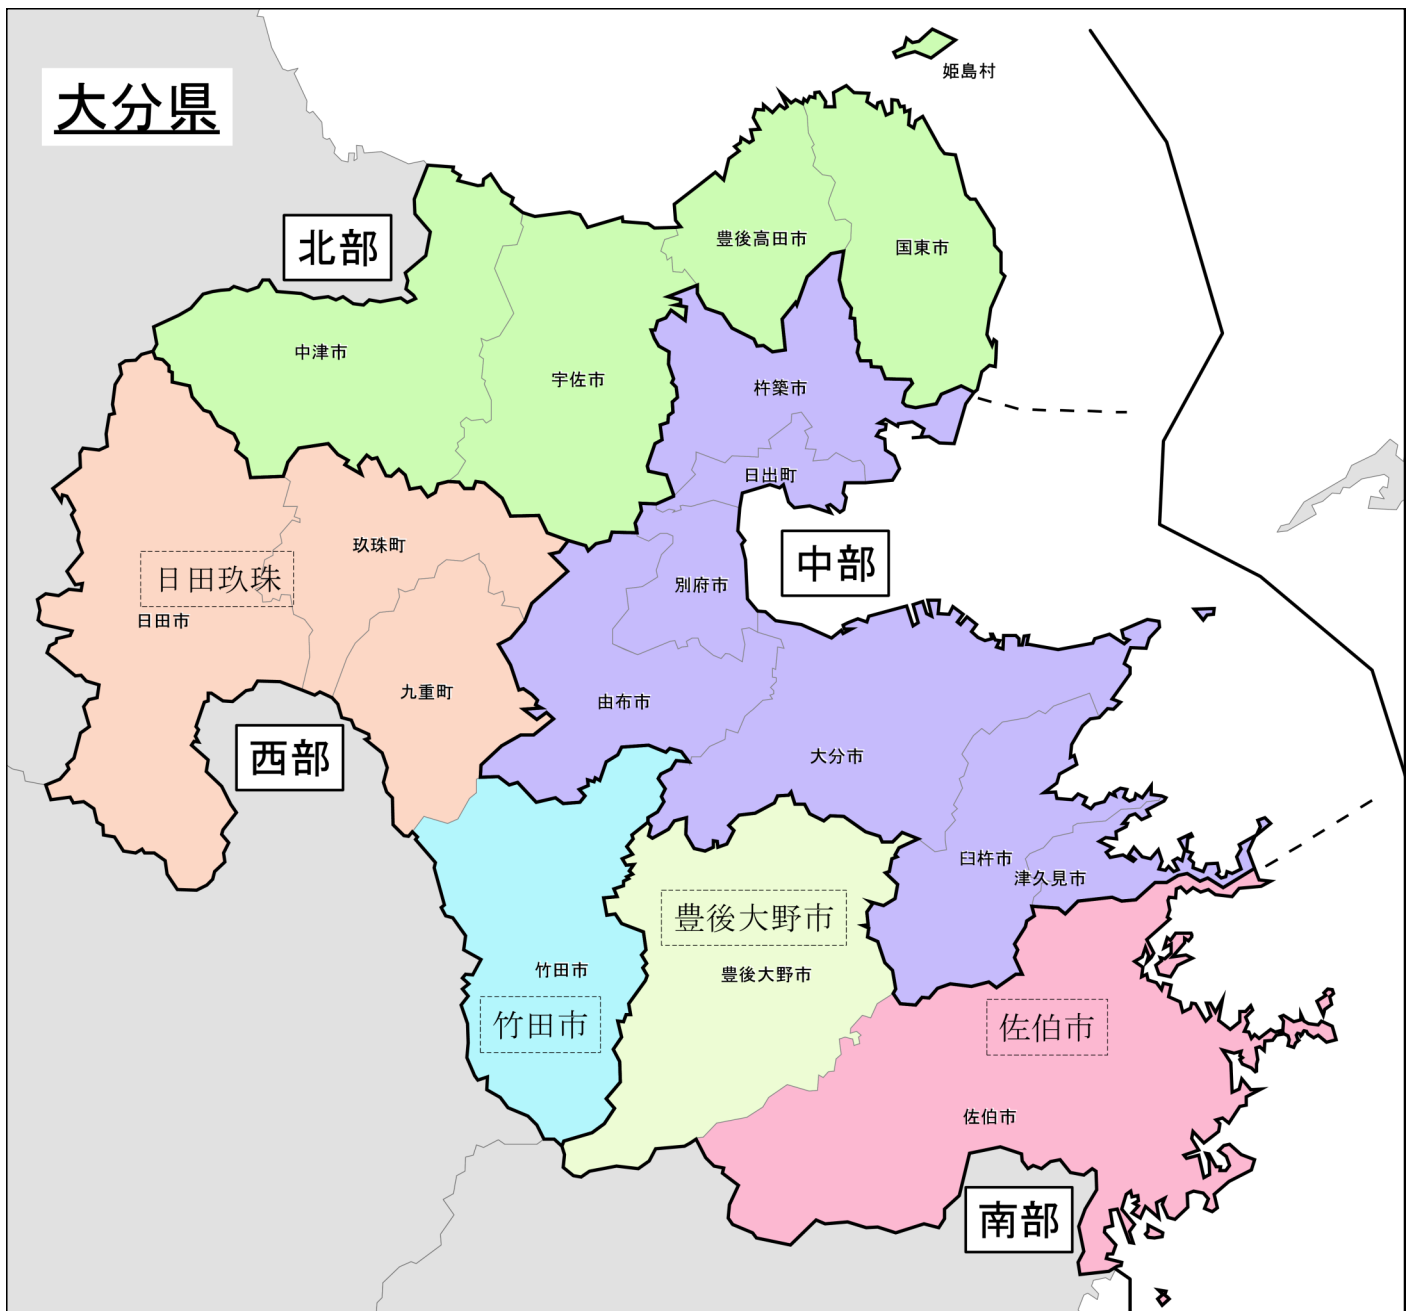 姫島村
大分県
北部
豊後高田市
国東市
中津市
宇佐市
杵築市
日出町
玖珠町
中部
日田玖珠
別府市
日田市
九重町
由布市
西部
大分市
臼杵市
津久見市
豊後大野市
竹田市
豊後大野市
竹田市
佐伯市
佐伯市
南部